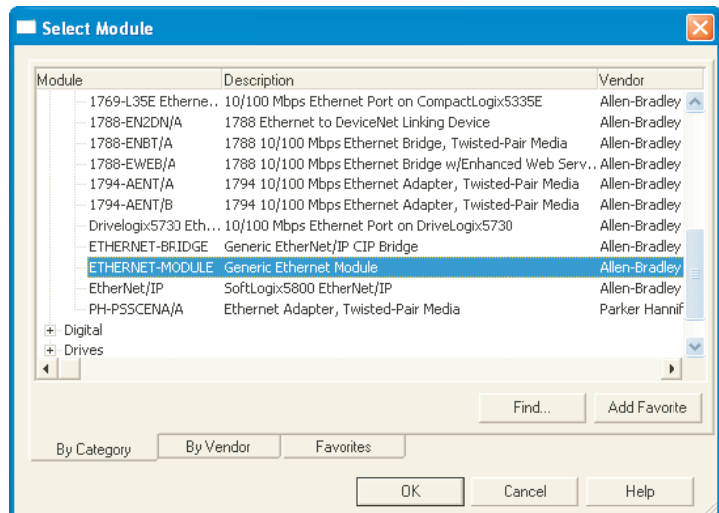 Select Module
Module Description Vendor
1769-L35E Etherne.. 10/100 Mbps Ethernet Port on CompactLogix5335E Allen-Bradley
1788-EN2DN/A 1788 Ethernet to DeviceNet Linking Device Allen-Bradley
1788-ENBT/A 1788 10/100 Mbps Ethernet Bridge, Twisted-Pair Media Allen-Bradley
1788-EWEB/A 1788 10/100 Mbps Ethernet Bridge w/Enhanced Web Serv.. Allen-Bradley
1794-AENT/A 1794 10/100 Mbps Ethernet Adapter, Twisted-Pair Media Allen-Bradley
1794-AENT/B 1794 10/100 Mbps Ethernet Adapter, Twisted-Pair Media Allen-Bradley
Drivelogix5730 Eth... 10/100 Mbps Ethernet Port on DriveLogix5730 Allen-Bradley
ETHERNET-BRIDGE Generic EtherNet/IP CIP Bridge Allen-Bradley
ETHERNET-MODULE Generic Ethernet Module Allen-Bradley
EtherNet/IP SoftLogix5800 EtherNet/IP Allen-Bradley
PH-PSSCENA/A Ethernet Adapter, Twisted-Pair Media Parker Hannif
Digital
Drives
Find... Add Favorite
By Category By Vendor Favorites
OK Cancel Help